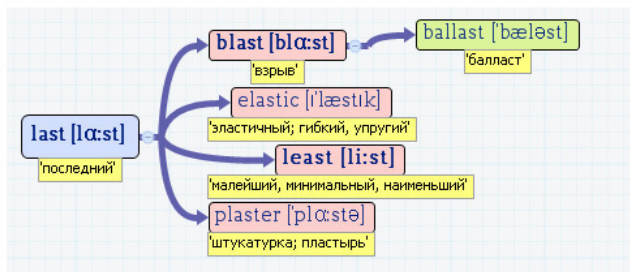 ballast ['bæləst]
'балласт'
blast [blɑ:st]
'взрыв'
elastic [ɪ'læstɪk]
'эластичный; гибкий, упругий'
last [lɑ:st]
'последний'
least [li:st]
'малейший, минимальный, наименьший'
plaster ['plɑ:stə]
'штукатурка; пластырь'